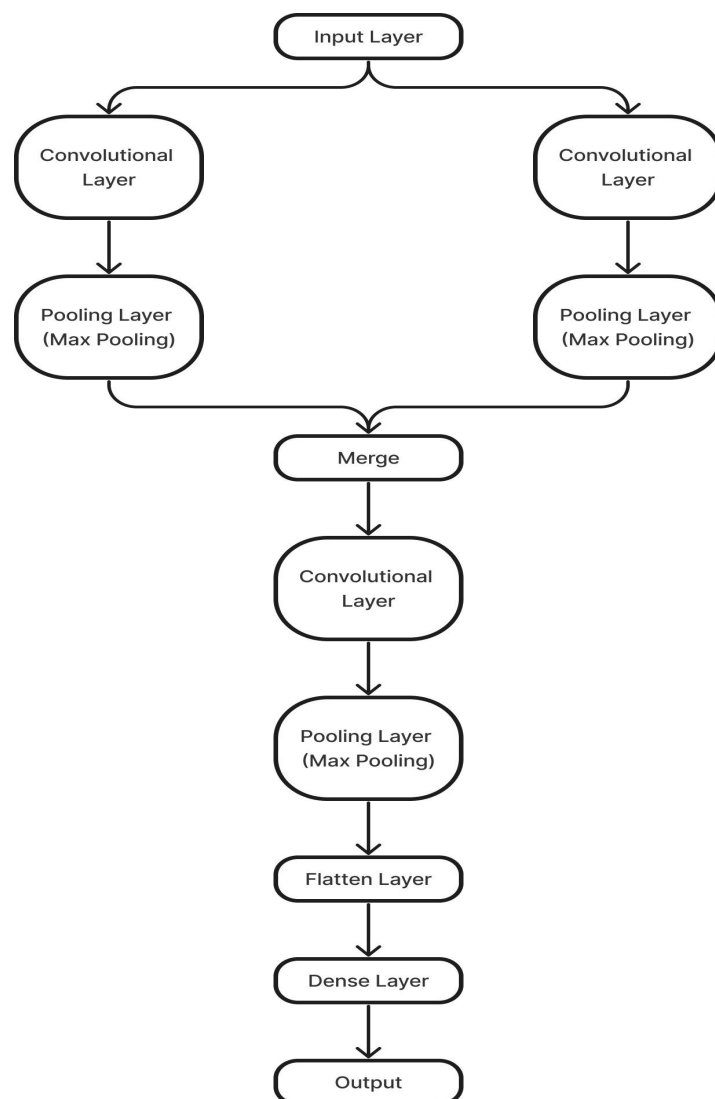 Input Layer
Convolutional
Layer
Convolutional
Layer
Pooling Layer
(Max Pooling)
Pooling Layer
(Max Pooling)
Merge
Convolutional
Layer
Pooling Layer
(Max Pooling)
Flatten Layer
Dense Layer
Output